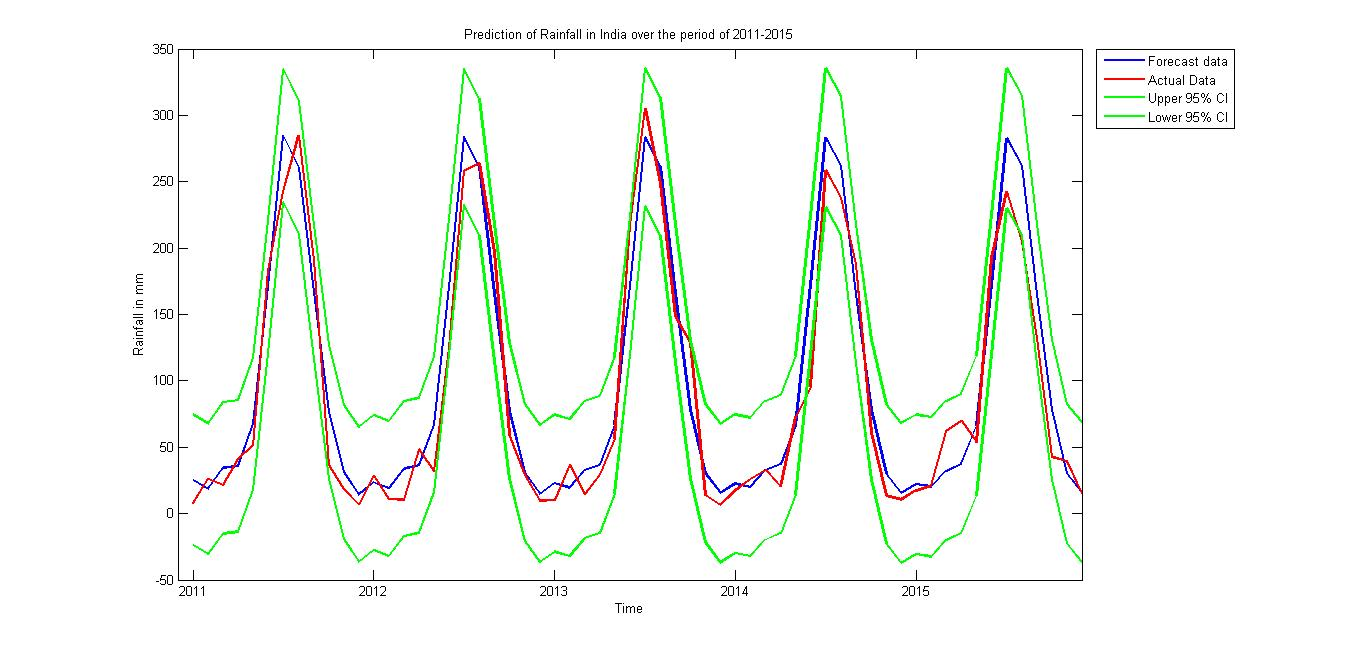 Prediction of Rainfall in India over the period of 2011-2015
350
300
250
200
150
100
50
0
-50
Rainfall in mm
2011
2012
2013
2014
2015
Time
Forecast data
Actual Data
Upper 95% CI
Lower 95% CI